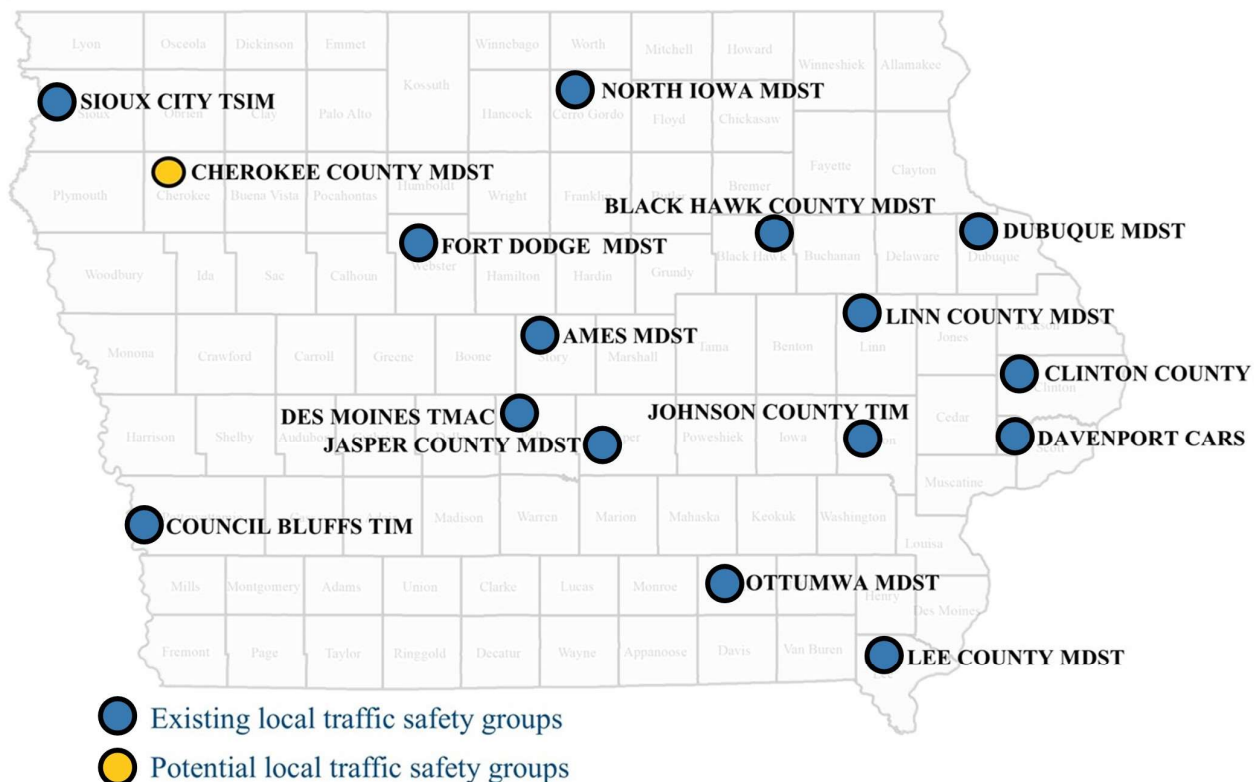 Lyon
Osceola
Dickinson
Emmet
Kossuth
Winnebago
Worth
Mitchell
Howard
Winneshiek
Allamakee
SIOUX CITY TSIM
Sioux
Obrien
Clay
Palo Alto
Hancock
NORTH IOWA MDST
Cerro Gordo
Floyd
Chickasaw
CHEROKEE COUNTY MDST
Plymouth
Cherokee
Buena Vista
Pocahontas
Humboldt
Wright
Franklin
Butler
Bremer
Fayette
Clayton
BLACK HAWK COUNTY MDST
DUBUQUE MDST
FORT DODGE MDST
Woodbury
Ida
Sac
Calhoun
Webster
Hamilton
Hardin
Grundy
Black Hawk
Buchanan
Delaware
Dubuque
LINN COUNTY MDST
AMES MDST
Monona
Crawford
Carroll
Greene
Boone
Story
Marshall
Tama
Benton
Linn
Jones
Jackson
CLINTON COUNTY
Clinton
DES MOINES TMAC
JOHNSON COUNTY TIM
Harrison
Shelby
Audubon
JASPER COUNTY MDST
Poweshiek
Iowa
Cedar
DAVENPORT CARS
Scott
Muscatine
COUNCIL BLUFFS TIM
Madison
Warren
Marion
Mahaska
Keokuk
Washington
Louisa
Mills
Montgomery
Adams
Union
Clarke
Lucas
Monroe
OTTUMWA MDST
Henry
Des Moines
Fremont
Page
Taylor
Ringgold
Decatur
Wayne
Appanoose
Davis
Van Buren
LEE COUNTY MDST
Lee
Existing local traffic safety groups
Potential local traffic safety groups